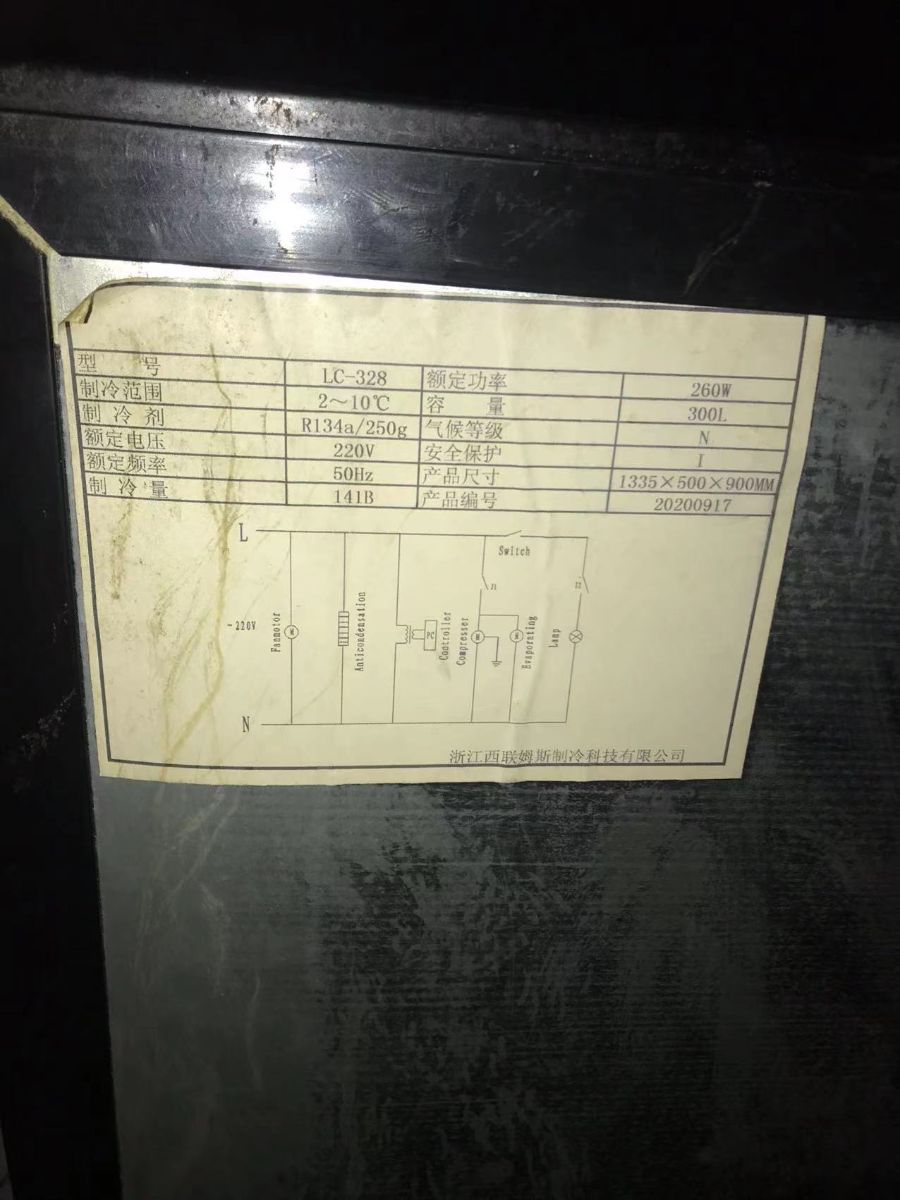 型 号 LC-328 额定功率 260W
制冷范围 2～10℃ 容 量 300L
制 冷 剂 R134a/250g 气候等级 N
额定电压 220V 安全保护 I
额定频率 50Hz 产品尺寸 1335×500×900MM
制 冷 量 141B 产品编号 20200917
L
Switch
J1
J2
~220V
Fanmotor
M
Anticondensation
PC
Controller
Compresser
M
M
Evaporating
Lamp
N
浙江西联姆斯制冷科技有限公司